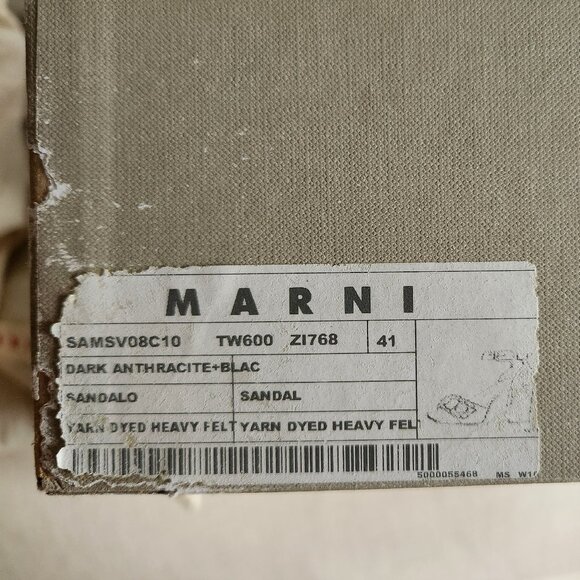 MARNI
SAMSV08C10 TW600 ZI768 41
DARK ANTHRACITE+BLAC
SANDALO SANDAL
YARN DYED HEAVY FELT YARN DYED HEAVY FEL
5000055468 MS